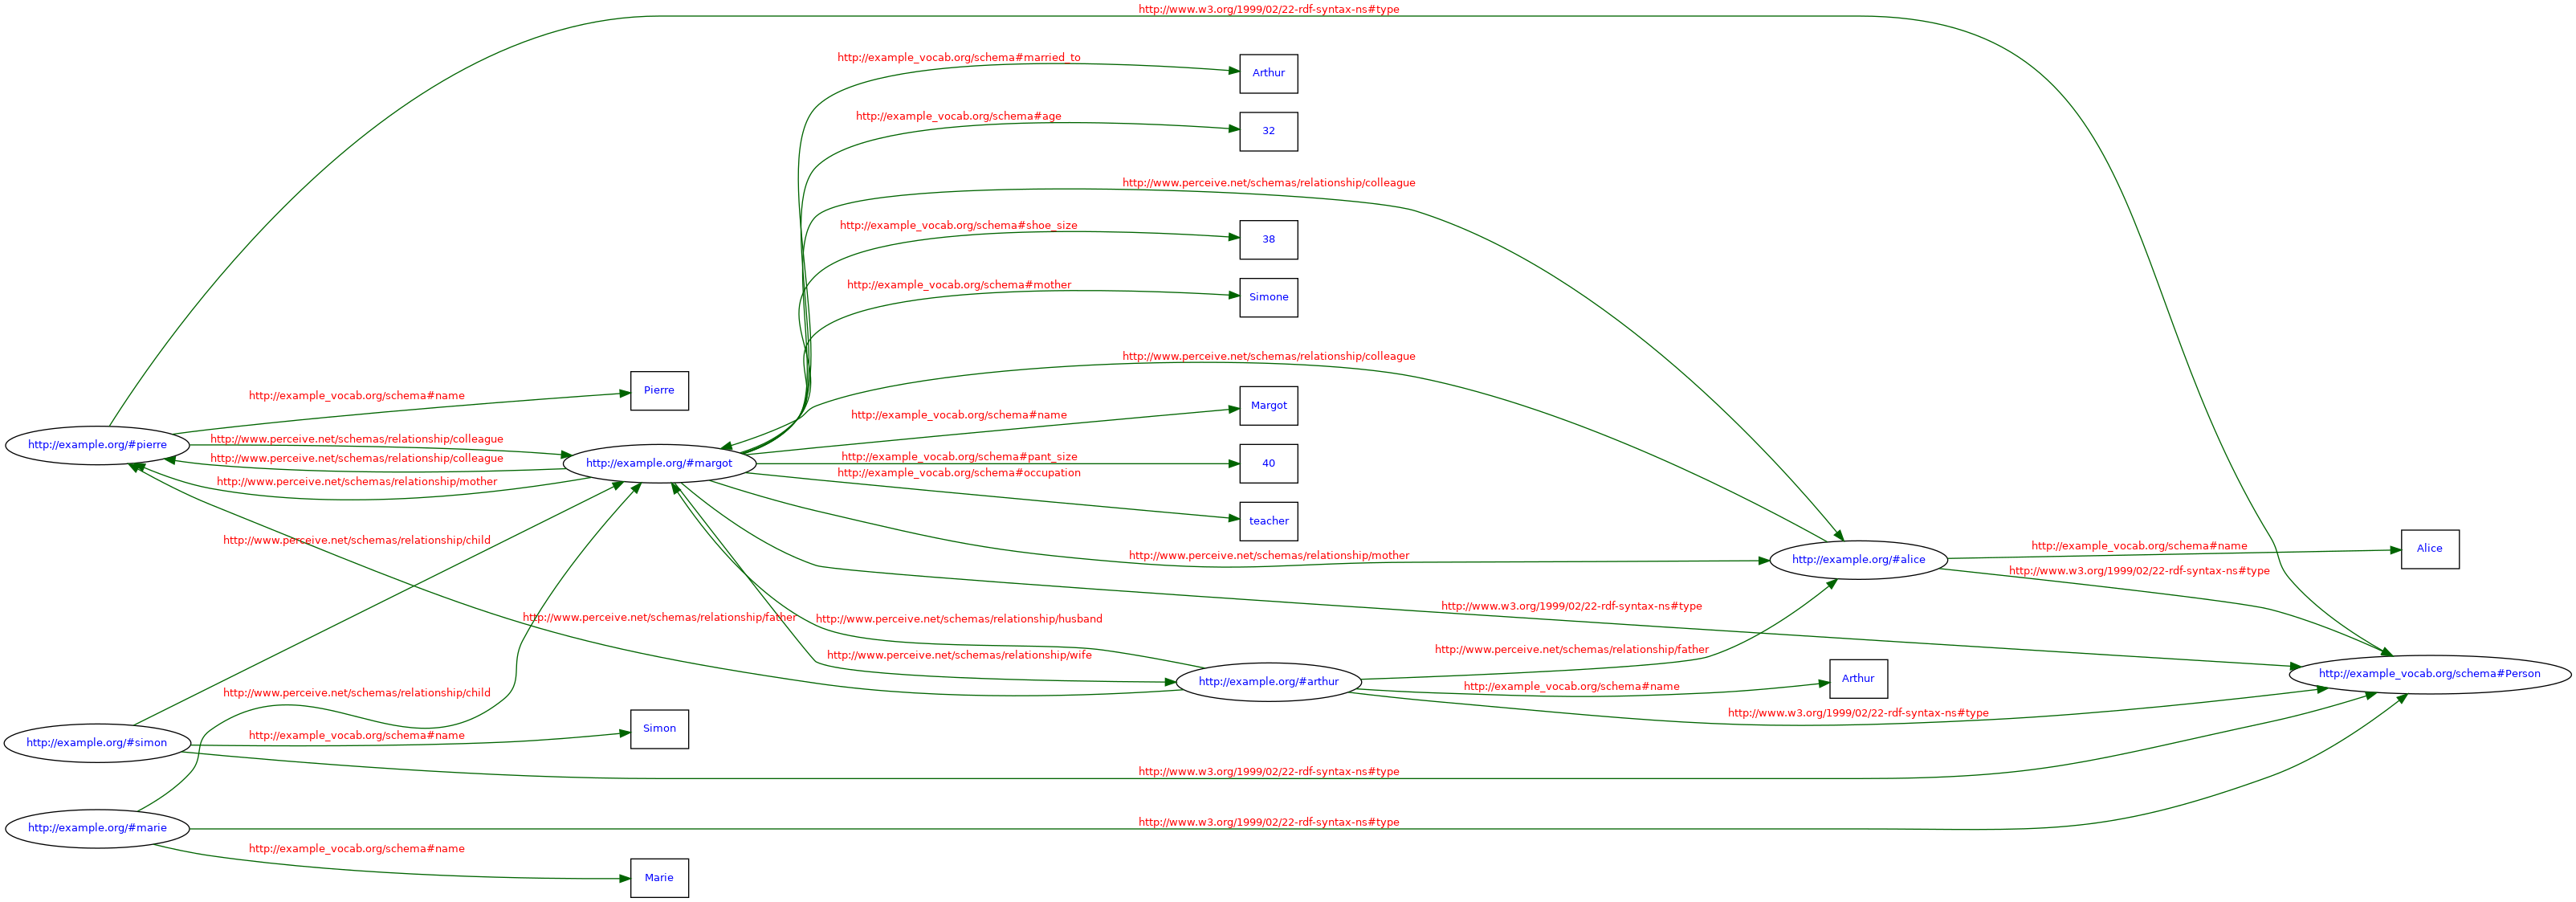 http://www.w3.org/1999/02/22-rdf-syntax-ns#type
http://example_vocab.org/schema#married_to
Arthur
http://example_vocab.org/schema#age
32
http://www.perceive.net/schemas/relationship/colleague
http://example_vocab.org/schema#shoe_size
38
http://example_vocab.org/schema#mother
Simone
http://www.perceive.net/schemas/relationship/colleague
http://example_vocab.org/schema#name
Pierre
http://example_vocab.org/schema#name
Margot
http://example.org/#pierre
http://www.perceive.net/schemas/relationship/colleague
http://www.perceive.net/schemas/relationship/colleague
http://www.perceive.net/schemas/relationship/mother
http://example.org/#margot
http://example_vocab.org/schema#pant_size
40
http://example_vocab.org/schema#occupation
teacher
http://www.perceive.net/schemas/relationship/child
http://www.perceive.net/schemas/relationship/mother
http://example.org/#alice
http://example_vocab.org/schema#name
Alice
http://www.w3.org/1999/02/22-rdf-syntax-ns#type
http://www.w3.org/1999/02/22-rdf-syntax-ns#type
http://www.perceive.net/schemas/relationship/father
http://www.perceive.net/schemas/relationship/husband
http://www.perceive.net/schemas/relationship/wife
http://www.perceive.net/schemas/relationship/father
http://example.org/#arthur
http://example_vocab.org/schema#name
Arthur
http://example_vocab.org/schema#Person
http://www.perceive.net/schemas/relationship/child
http://www.w3.org/1999/02/22-rdf-syntax-ns#type
http://example.org/#simon
http://example_vocab.org/schema#name
Simon
http://www.w3.org/1999/02/22-rdf-syntax-ns#type
http://example.org/#marie
http://www.w3.org/1999/02/22-rdf-syntax-ns#type
http://example_vocab.org/schema#name
Marie